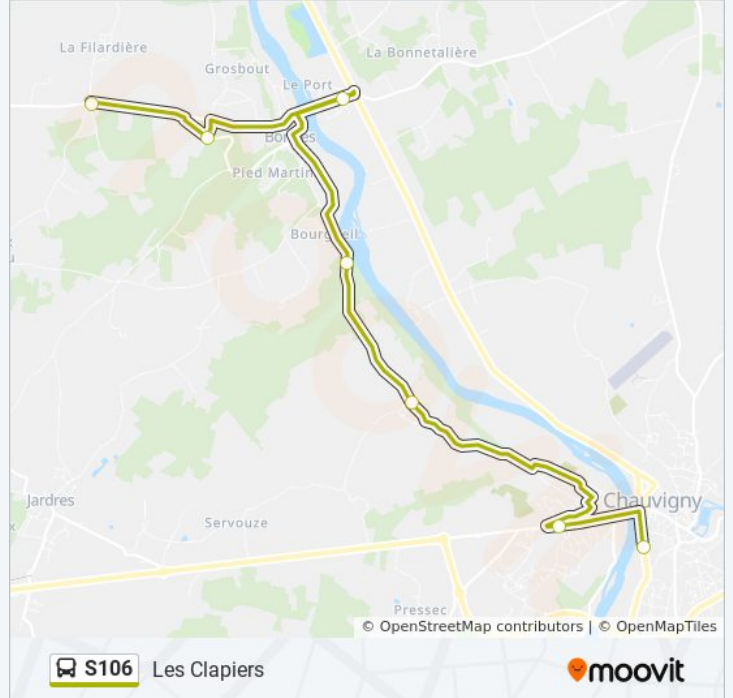 La Filardière
La Bonnetalière
Grosbout
Le Port
Bonnes
Pied Martin
Jardres
Chauvigny
Servouze
Pressec
© OpenStreetMap contributors | © OpenMapTiles
S106 Les Clapiers
moovit